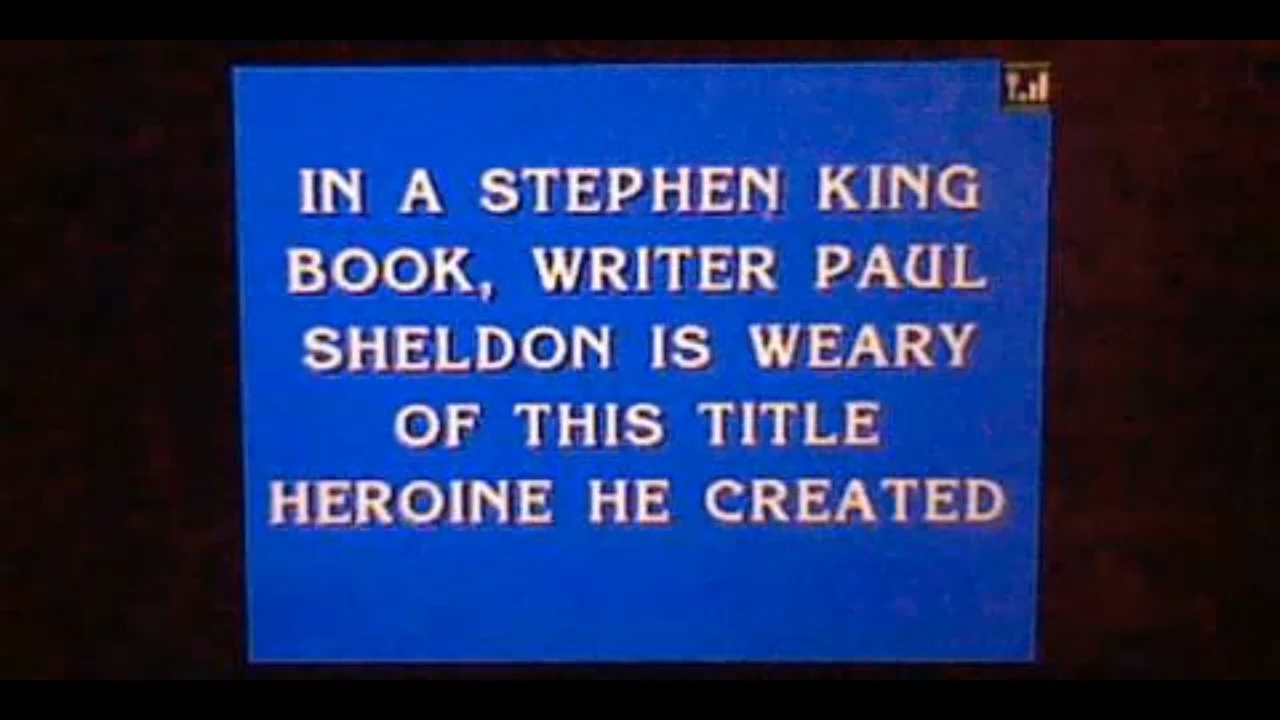 IN A STEPHEN KING
BOOK, WRITER PAUL
SHELDON IS WEARY
OF THIS TITLE
HEROINE HE CREATED